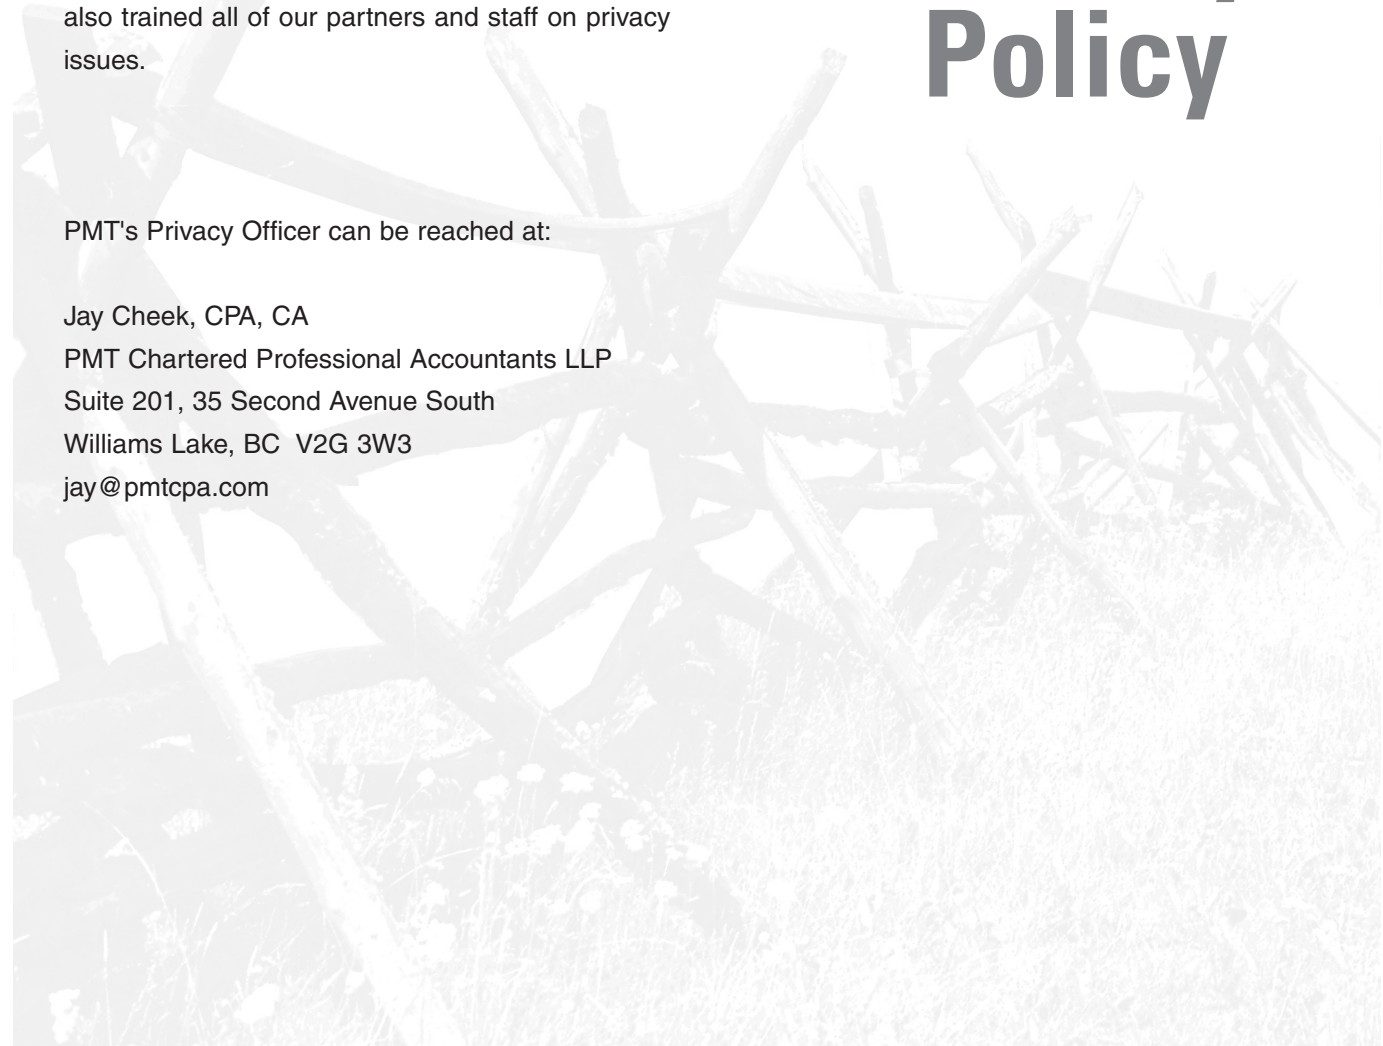 also trained all of our partners and staff on privacy
issues.
PMT's Privacy Officer can be reached at:
Jay Cheek, CPA, CA
PMT Chartered Professional Accountants LLP
Suite 201, 35 Second Avenue South
Williams Lake, BC  V2G 3W3
jay@pmtcpa.com
Policy